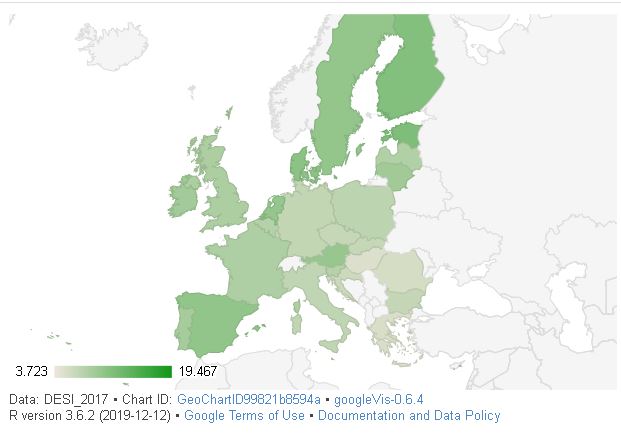 3.723 19.467
Data: DESI_2017 • Chart ID: GeoChartID99821b8594a • googleVis-0.6.4
R version 3.6.2 (2019-12-12) • Google Terms of Use • Documentation and Data Policy